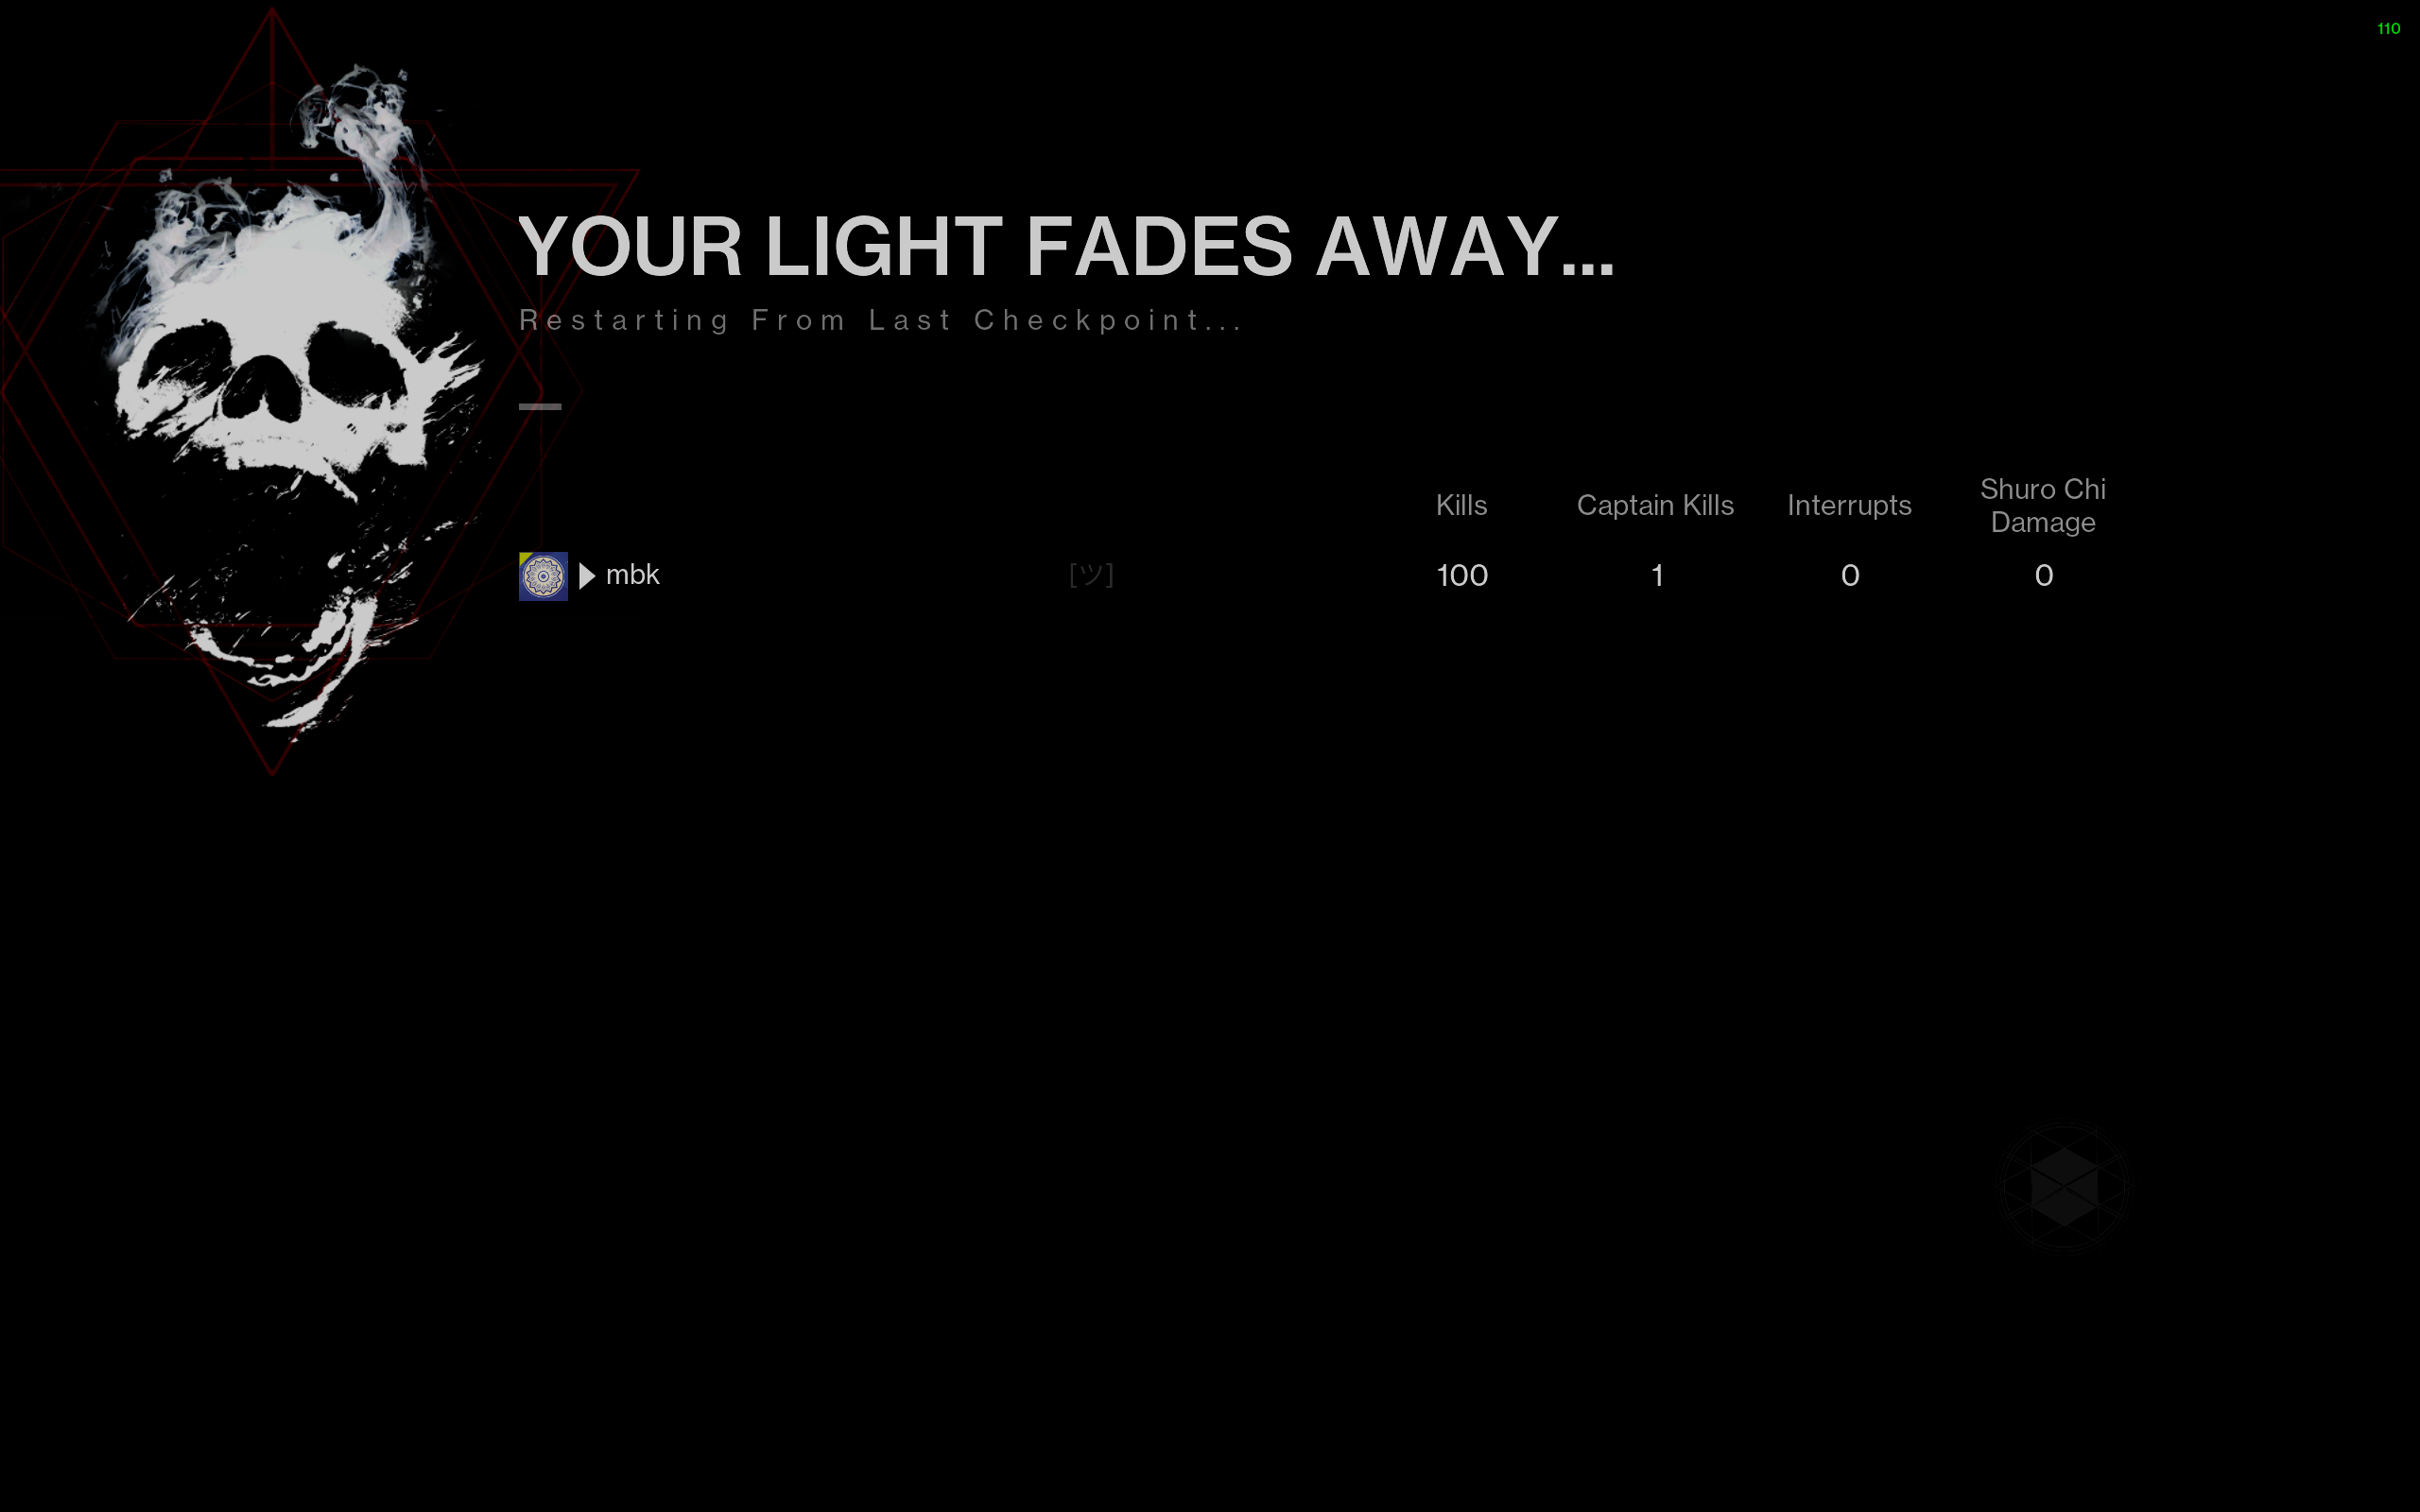 110
YOUR LIGHT FADES AWAY...
Restarting From Last Checkpoint...
Kills Captain Kills Interrupts Shuro Chi Damage
mbk [ツ] 100 1 0 0